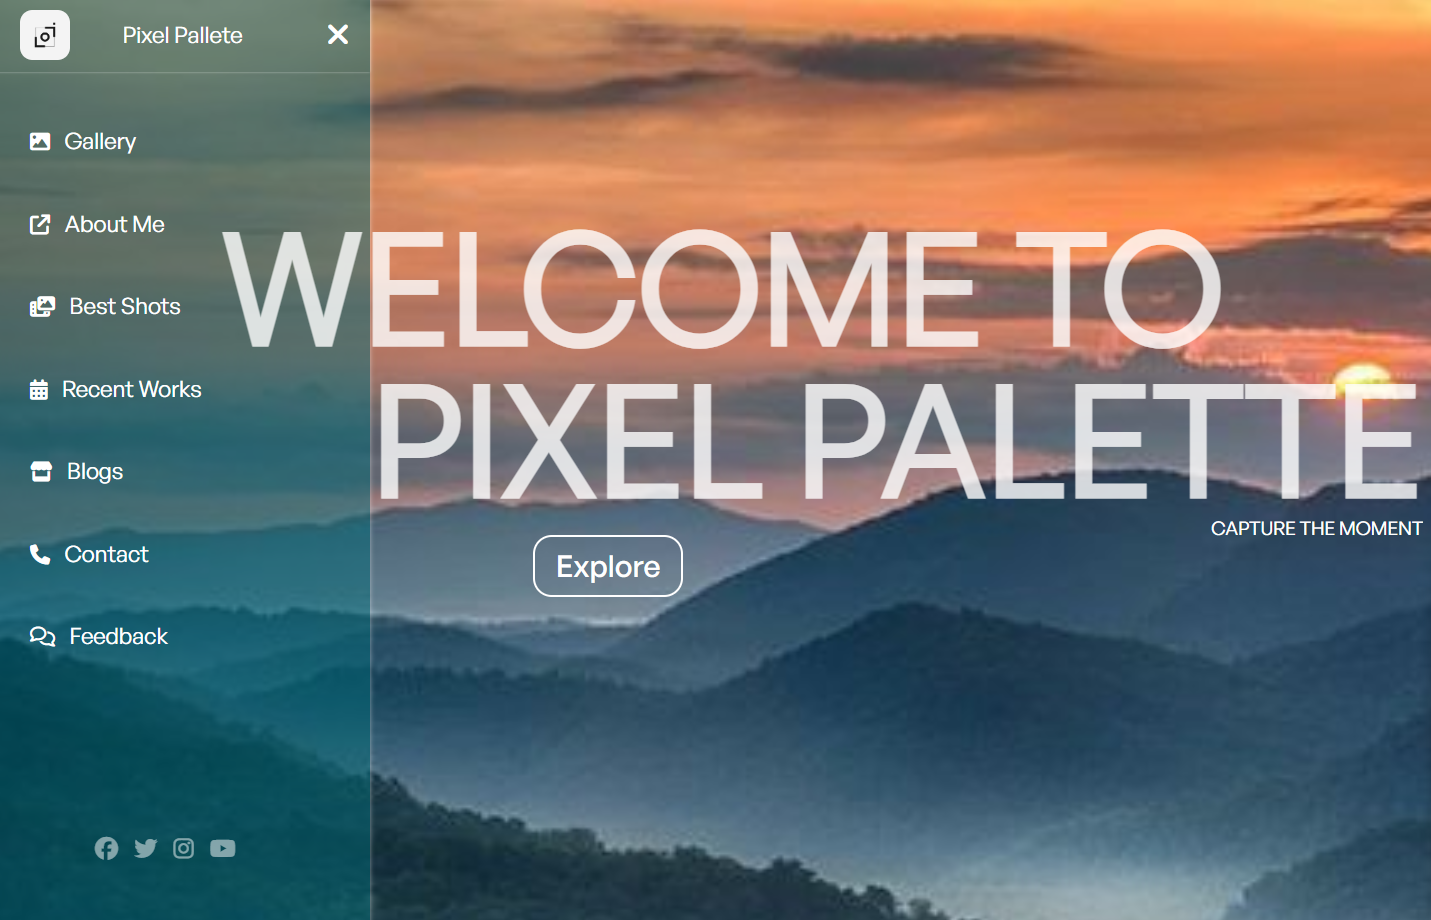 Pixel Pallete
Gallery
About Me
Best Shots
Recent Works
Blogs
Contact
Feedback
WELCOME TO
PIXEL PALETTE
CAPTURE THE MOMENT
Explore